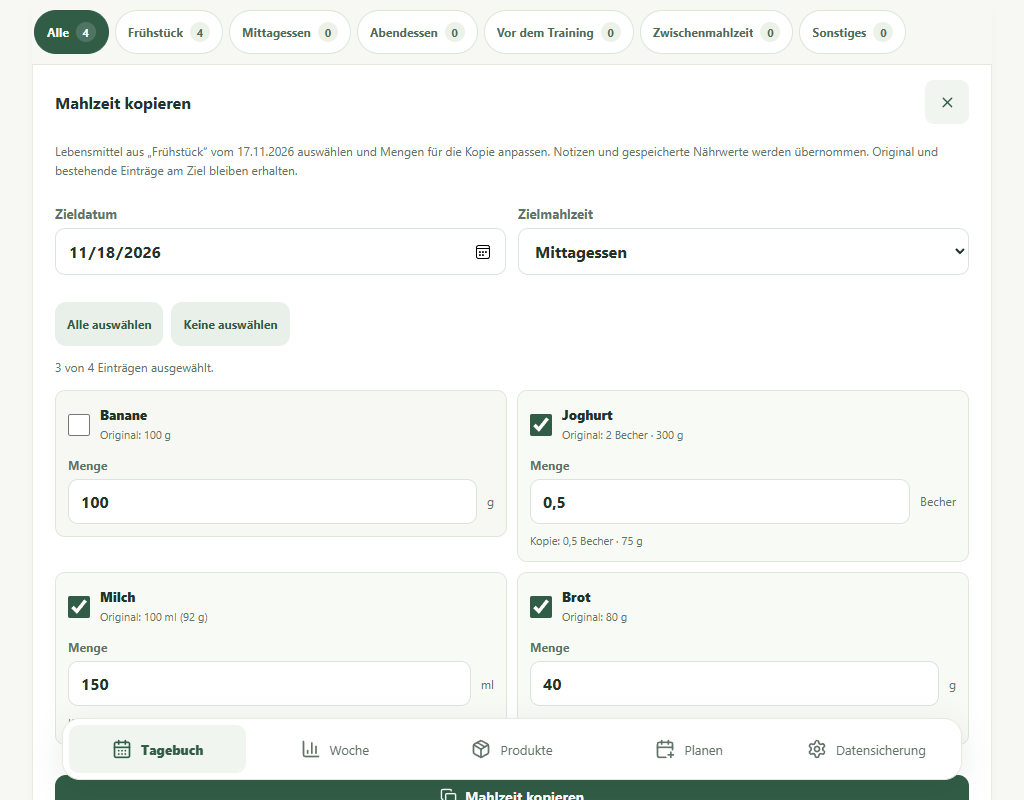 Alle 4 Frühstück 4 Mittagessen 0 Abendessen 0 Vor dem Training 0 Zwischenmahlzeit 0 Sonstiges 0
Mahlzeit kopieren
Lebensmittel aus „Frühstück“ vom 17.11.2026 auswählen und Mengen für die Kopie anpassen. Notizen und gespeicherte Nährwerte werden übernommen. Original und
bestehende Einträge am Ziel bleiben erhalten.
Zieldatum Zielmahlzeit
11/18/2026 Mittagessen
Alle auswählen Keine auswählen
3 von 4 Einträgen ausgewählt.
Banane
Original: 100 g
Menge
100 g
Joghurt
Original: 2 Becher · 300 g
Menge
0,5 Becher
Kopie: 0,5 Becher · 75 g
Milch
Original: 100 ml (92 g)
Menge
150 ml
Brot
Original: 80 g
Menge
40 g
Tagebuch Woche Produkte Planen Datensicherung
Mahlzeit kopieren